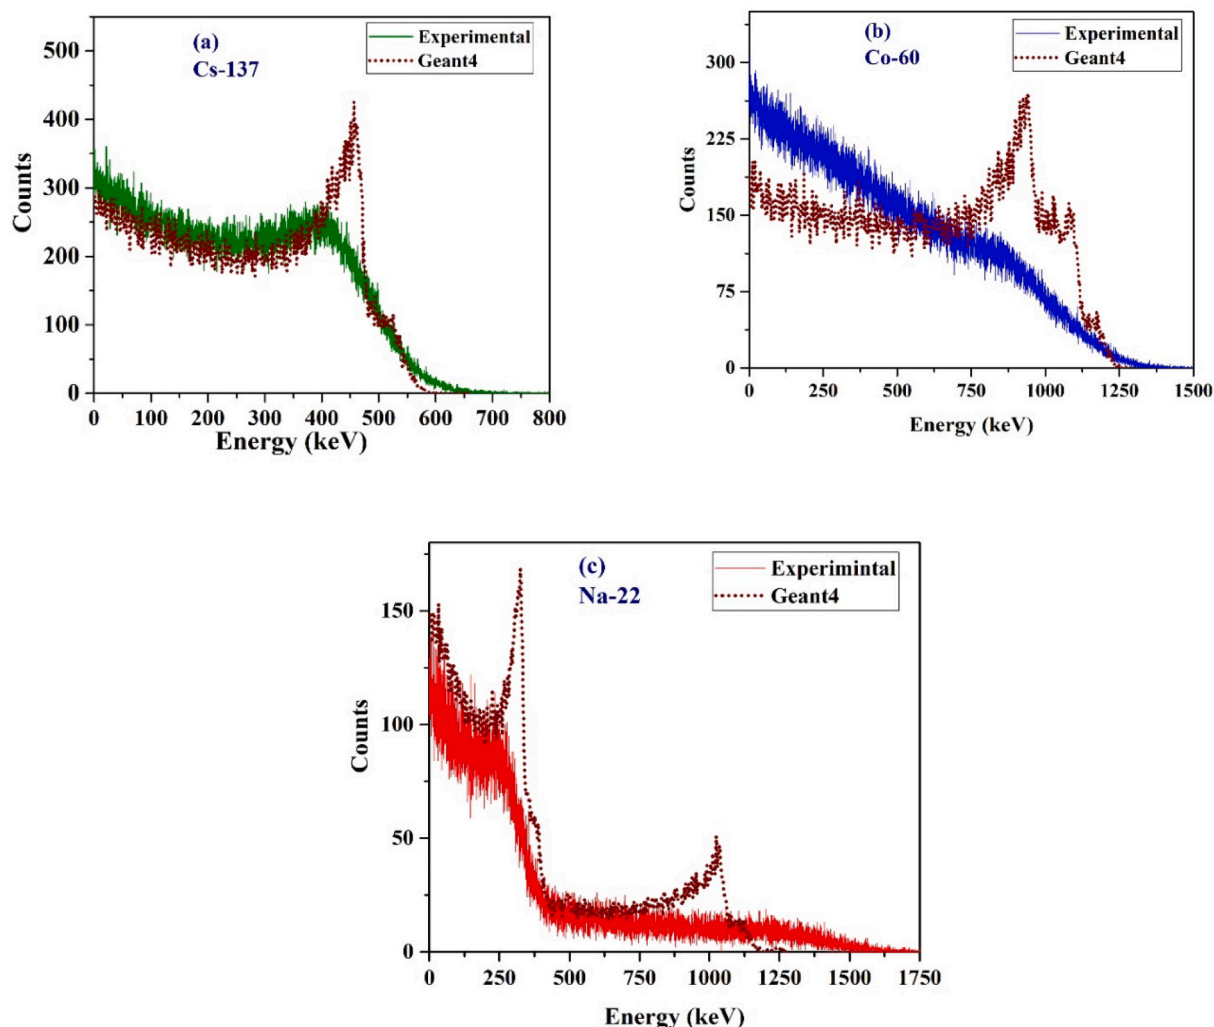 (a)
Cs-137
Experimental
Geant4
500
400
300
200
100
0
Counts
0 100 200 300 400 500 600 700 800
Energy (keV)
(b)
Co-60
Experimental
Geant4
300
225
150
75
0
Counts
0 250 500 750 1000 1250 1500
Energy (keV)
(c)
Na-22
Experimintal
Geant4
150
100
50
0
Counts
0 250 500 750 1000 1250 1500 1750
Energy (keV)